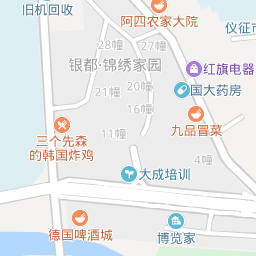 旧机回收
阿四农家大院
仪征市
28幢
27幢
银都·锦绣家园
红旗电器
21幢
20幢
国大药房
16幢
三个先森
的韩国炸鸡
11幢
九品冒菜
4幢
大成培训
德国啤酒城
博览家